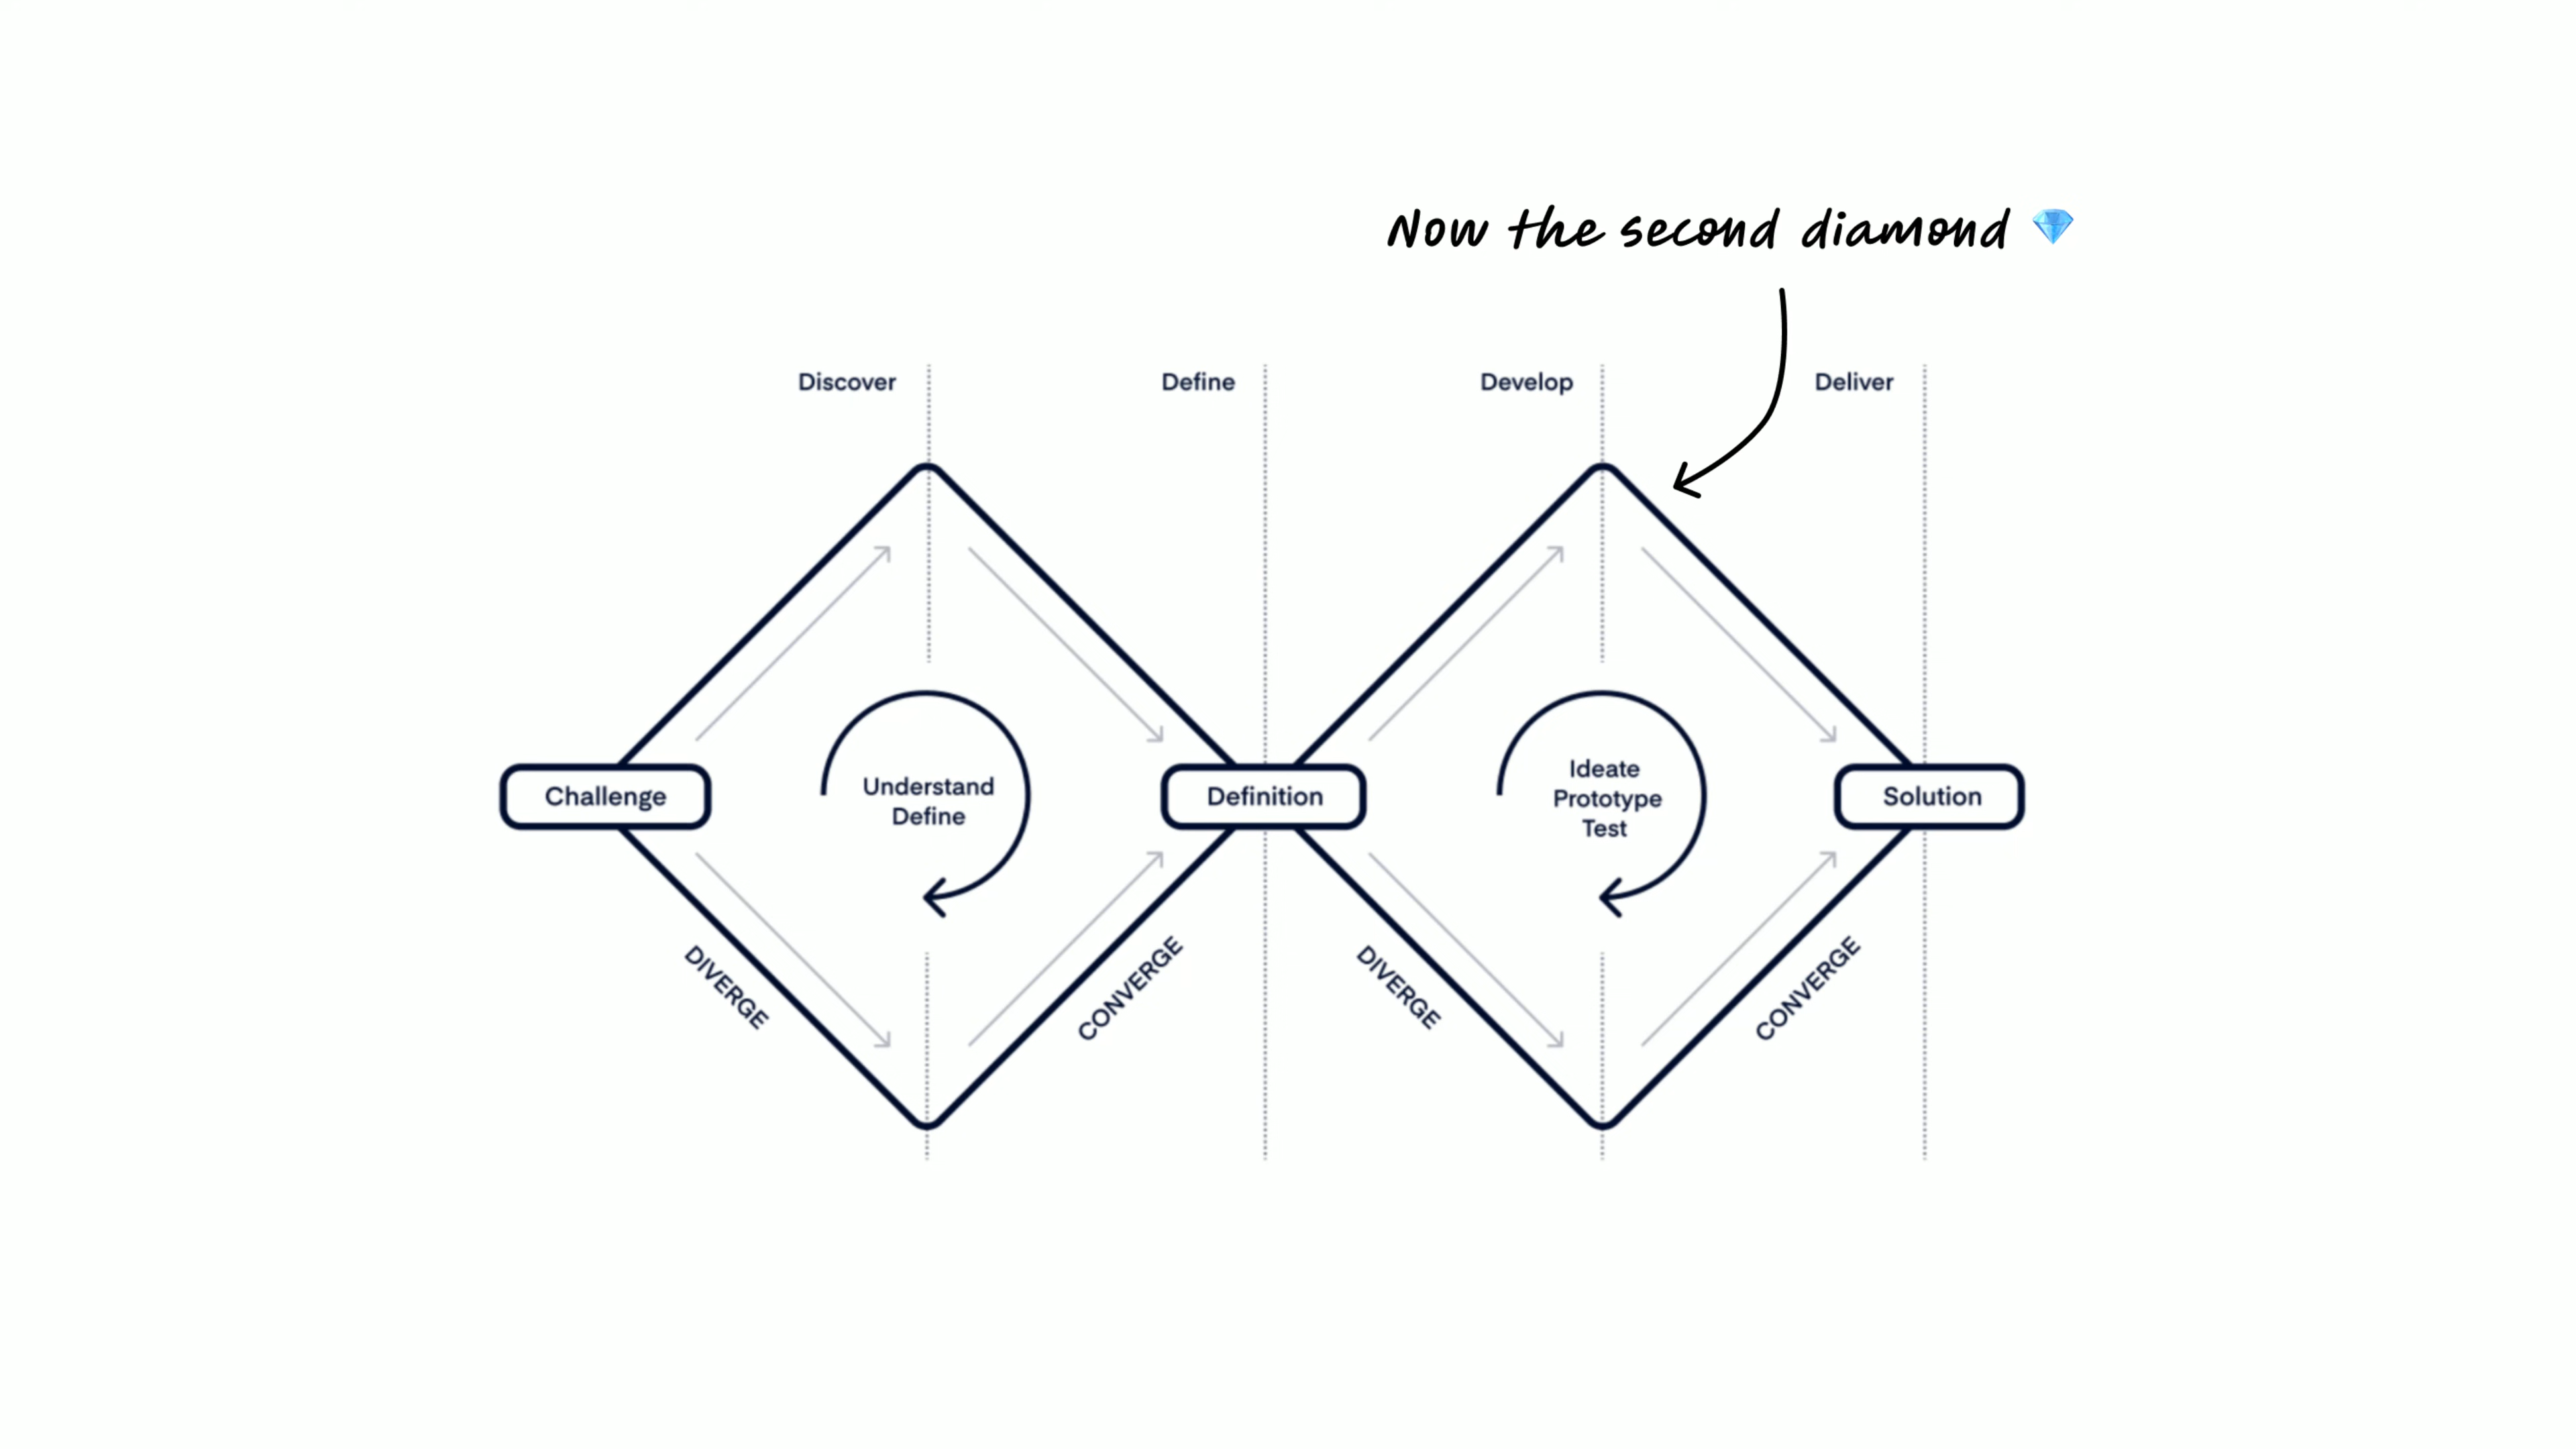 Now the second diamond 💎
Discover
Define
Develop
Deliver
Challenge
Understand
Define
Definition
Ideate
Prototype
Test
Solution
DIVERGE
CONVERGE
DIVERGE
CONVERGE